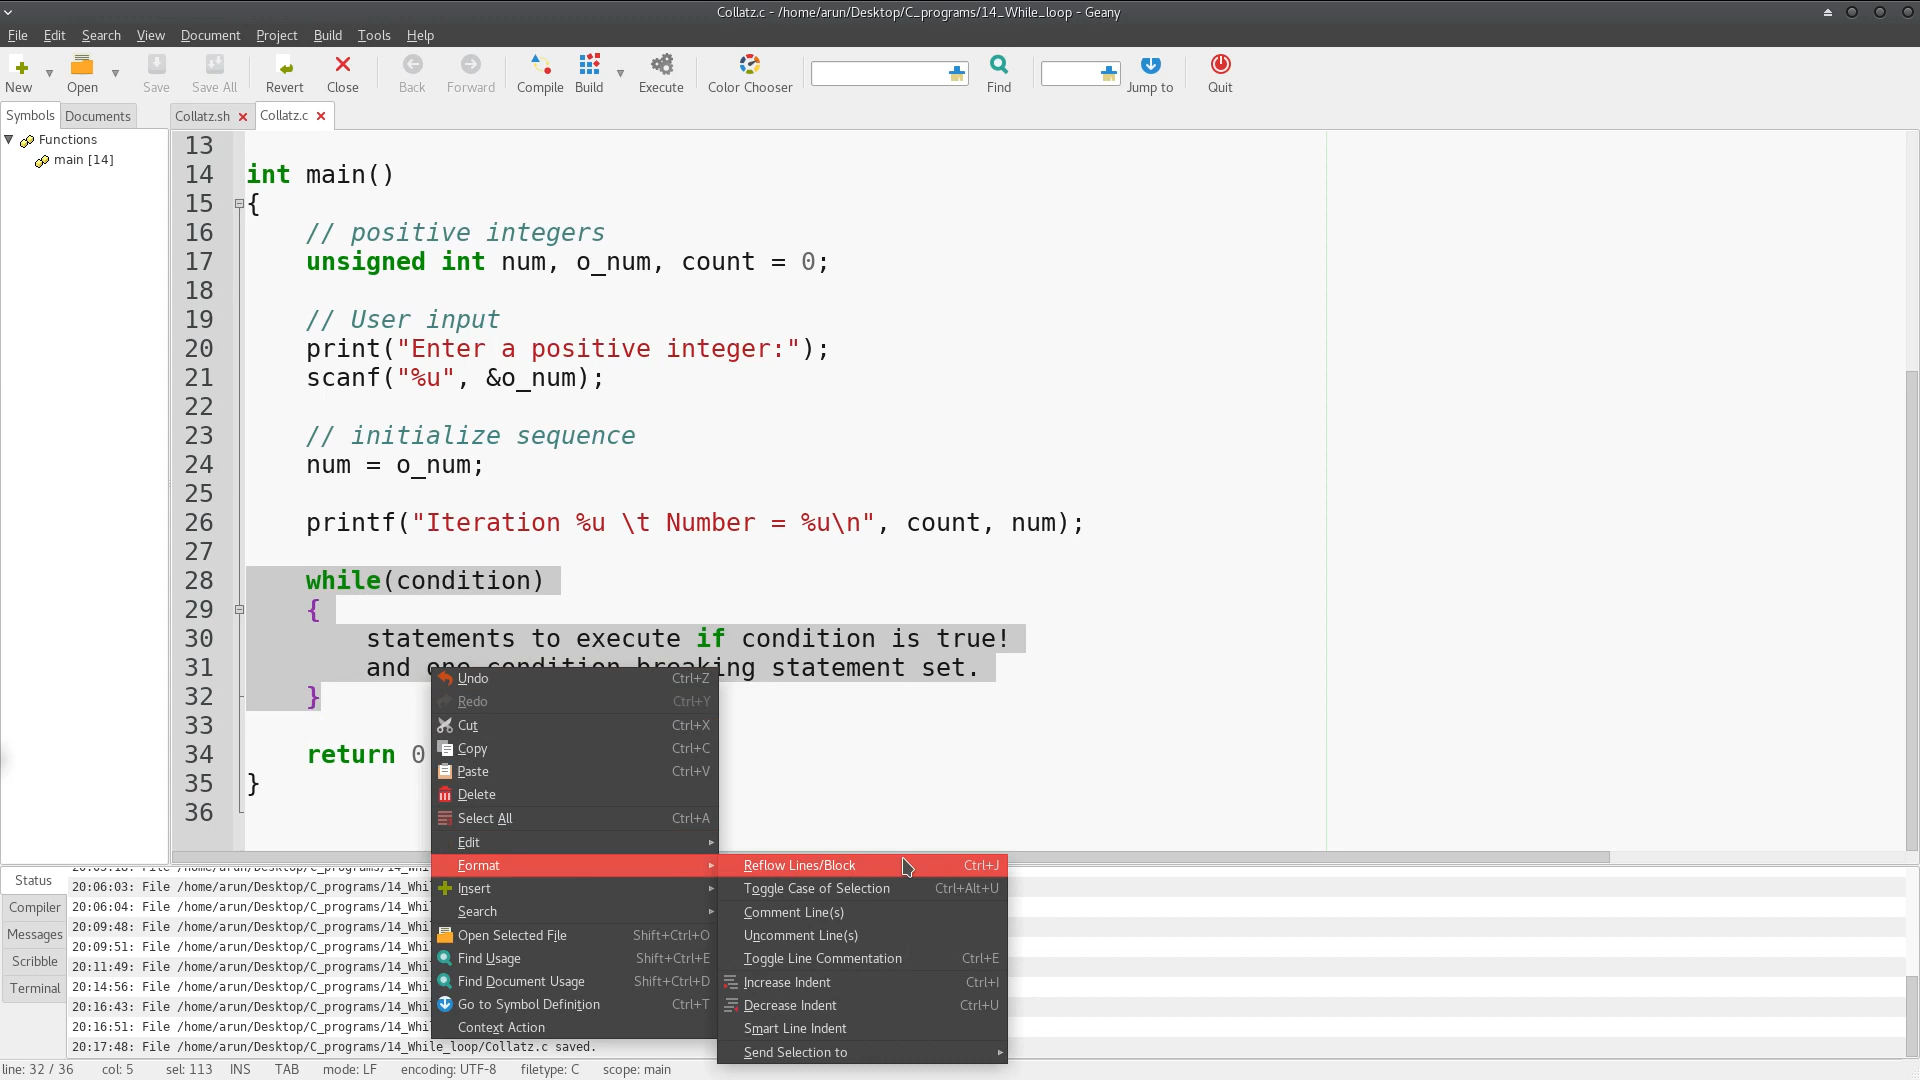 Collatz.c - /home/arun/Desktop/C_programs/14_While_loop - Geany
File Edit Search View Document Project Build Tools Help
New Open Save Save All Revert Close Back Forward Compile Build Execute Color Chooser Find Jump to Quit
Symbols Documents
Collatz.sh Collatz.c
Functions
main [14]
13
14 int main()
15 {
16 // positive integers
17 unsigned int num, o_num, count = 0;
18
19 // User input
20 print("Enter a positive integer:");
21 scanf("%u", &o_num);
22
23 // initialize sequence
24 num = o_num;
25
26 printf("Iteration %u \t Number = %u\n", count, num);
27
28 while(condition)
29 {
30 statements to execute if condition is true!
31 and one condition breaking statement set.
32 }
33
34 return 0
35 }
36
Undo Ctrl+Z
Redo Ctrl+Y
Cut Ctrl+X
Copy Ctrl+C
Paste Ctrl+V
Delete
Select All Ctrl+A
Edit
Format
Insert
Search
Open Selected File Shift+Ctrl+O
Find Usage Shift+Ctrl+E
Find Document Usage Shift+Ctrl+D
Go to Symbol Definition Ctrl+T
Context Action
Reflow Lines/Block Ctrl+J
Toggle Case of Selection Ctrl+Alt+U
Comment Line(s)
Uncomment Line(s)
Toggle Line Commentation Ctrl+E
Increase Indent Ctrl+I
Decrease Indent Ctrl+U
Smart Line Indent
Send Selection to
Status
Compiler
Messages
Scribble
Terminal
20:06:03: File /home/arun/Desktop/C_programs/14_Whi
20:06:04: File /home/arun/Desktop/C_programs/14_Whi
20:09:48: File /home/arun/Desktop/C_programs/14_Whi
20:09:51: File /home/arun/Desktop/C_programs/14_Whi
20:11:49: File /home/arun/Desktop/C_programs/14_Whi
20:14:56: File /home/arun/Desktop/C_programs/14_Whi
20:16:43: File /home/arun/Desktop/C_programs/14_Whi
20:16:51: File /home/arun/Desktop/C_programs/14_Whi
20:17:48: File /home/arun/Desktop/C_programs/14_While_loop/Collatz.c saved.
line: 32 / 36 col: 5 sel: 113 INS TAB mode: LF encoding: UTF-8 filetype: C scope: main